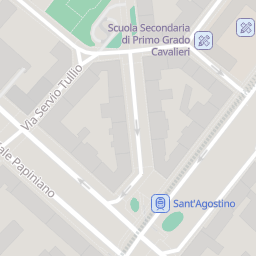 Scuola Secondaria
di Primo Grado
Cavalieri
Via Servio Tullio
ale Papiniano
Sant'Agostino